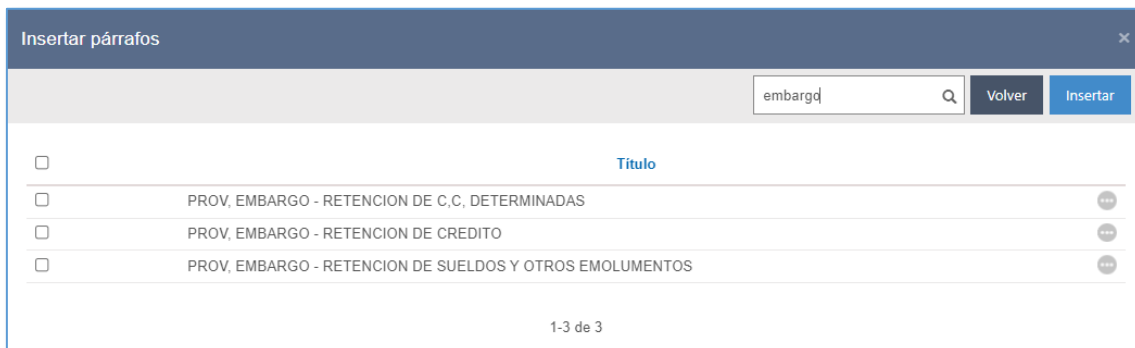 Insertar párrafos
embargo
Volver
Insertar
Título
PROV, EMBARGO - RETENCION DE C,C, DETERMINADAS
PROV, EMBARGO - RETENCION DE CREDITO
PROV, EMBARGO - RETENCION DE SUELDOS Y OTROS EMOLUMENTOS
1-3 de 3